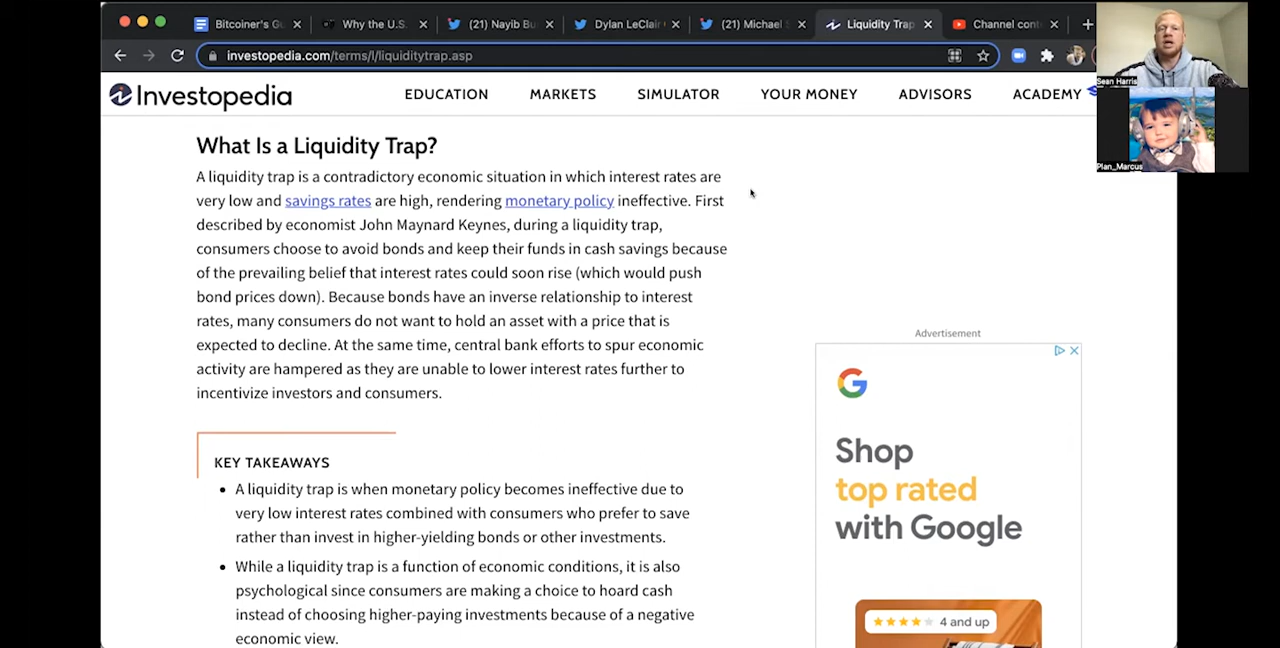 Bitcoiner's Gu
Why the U.S.
(21) Nayib Bu
Dylan LeClair
(21) Michael S
Liquidity Trap
Channel cont
investopedia.com/terms/l/liquiditytrap.asp
Investopedia
EDUCATION
MARKETS
SIMULATOR
YOUR MONEY
ADVISORS
ACADEMY
Sean Harris
Plan_Marcus
What Is a Liquidity Trap?
A liquidity trap is a contradictory economic situation in which interest rates are
very low and savings rates are high, rendering monetary policy ineffective. First
described by economist John Maynard Keynes, during a liquidity trap,
consumers choose to avoid bonds and keep their funds in cash savings because
of the prevailing belief that interest rates could soon rise (which would push
bond prices down). Because bonds have an inverse relationship to interest
rates, many consumers do not want to hold an asset with a price that is
expected to decline. At the same time, central bank efforts to spur economic
activity are hampered as they are unable to lower interest rates further to
incentivize investors and consumers.
KEY TAKEAWAYS
• A liquidity trap is when monetary policy becomes ineffective due to
very low interest rates combined with consumers who prefer to save
rather than invest in higher-yielding bonds or other investments.
• While a liquidity trap is a function of economic conditions, it is also
psychological since consumers are making a choice to hoard cash
instead of choosing higher-paying investments because of a negative
economic view.
Advertisement
Shop
top rated
with Google
4 and up